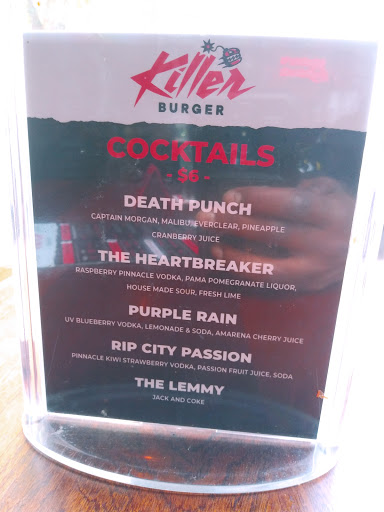 Killer
BURGER
COCKTAILS
- $6 -
DEATH PUNCH
CAPTAIN MORGAN, MALIBU, EVERCLEAR, PINEAPPLE
CRANBERRY JUICE
THE HEARTBREAKER
RASPBERRY PINNACLE VODKA, PAMA POMEGRANATE LIQUOR,
HOUSE MADE SOUR, FRESH LIME
PURPLE RAIN
UV BLUEBERRY VODKA, LEMONADE & SODA, AMARENA CHERRY JUICE
RIP CITY PASSION
PINNACLE KIWI STRAWBERRY VODKA, PASSION FRUIT JUICE, SODA
THE LEMMY
JACK AND COKE